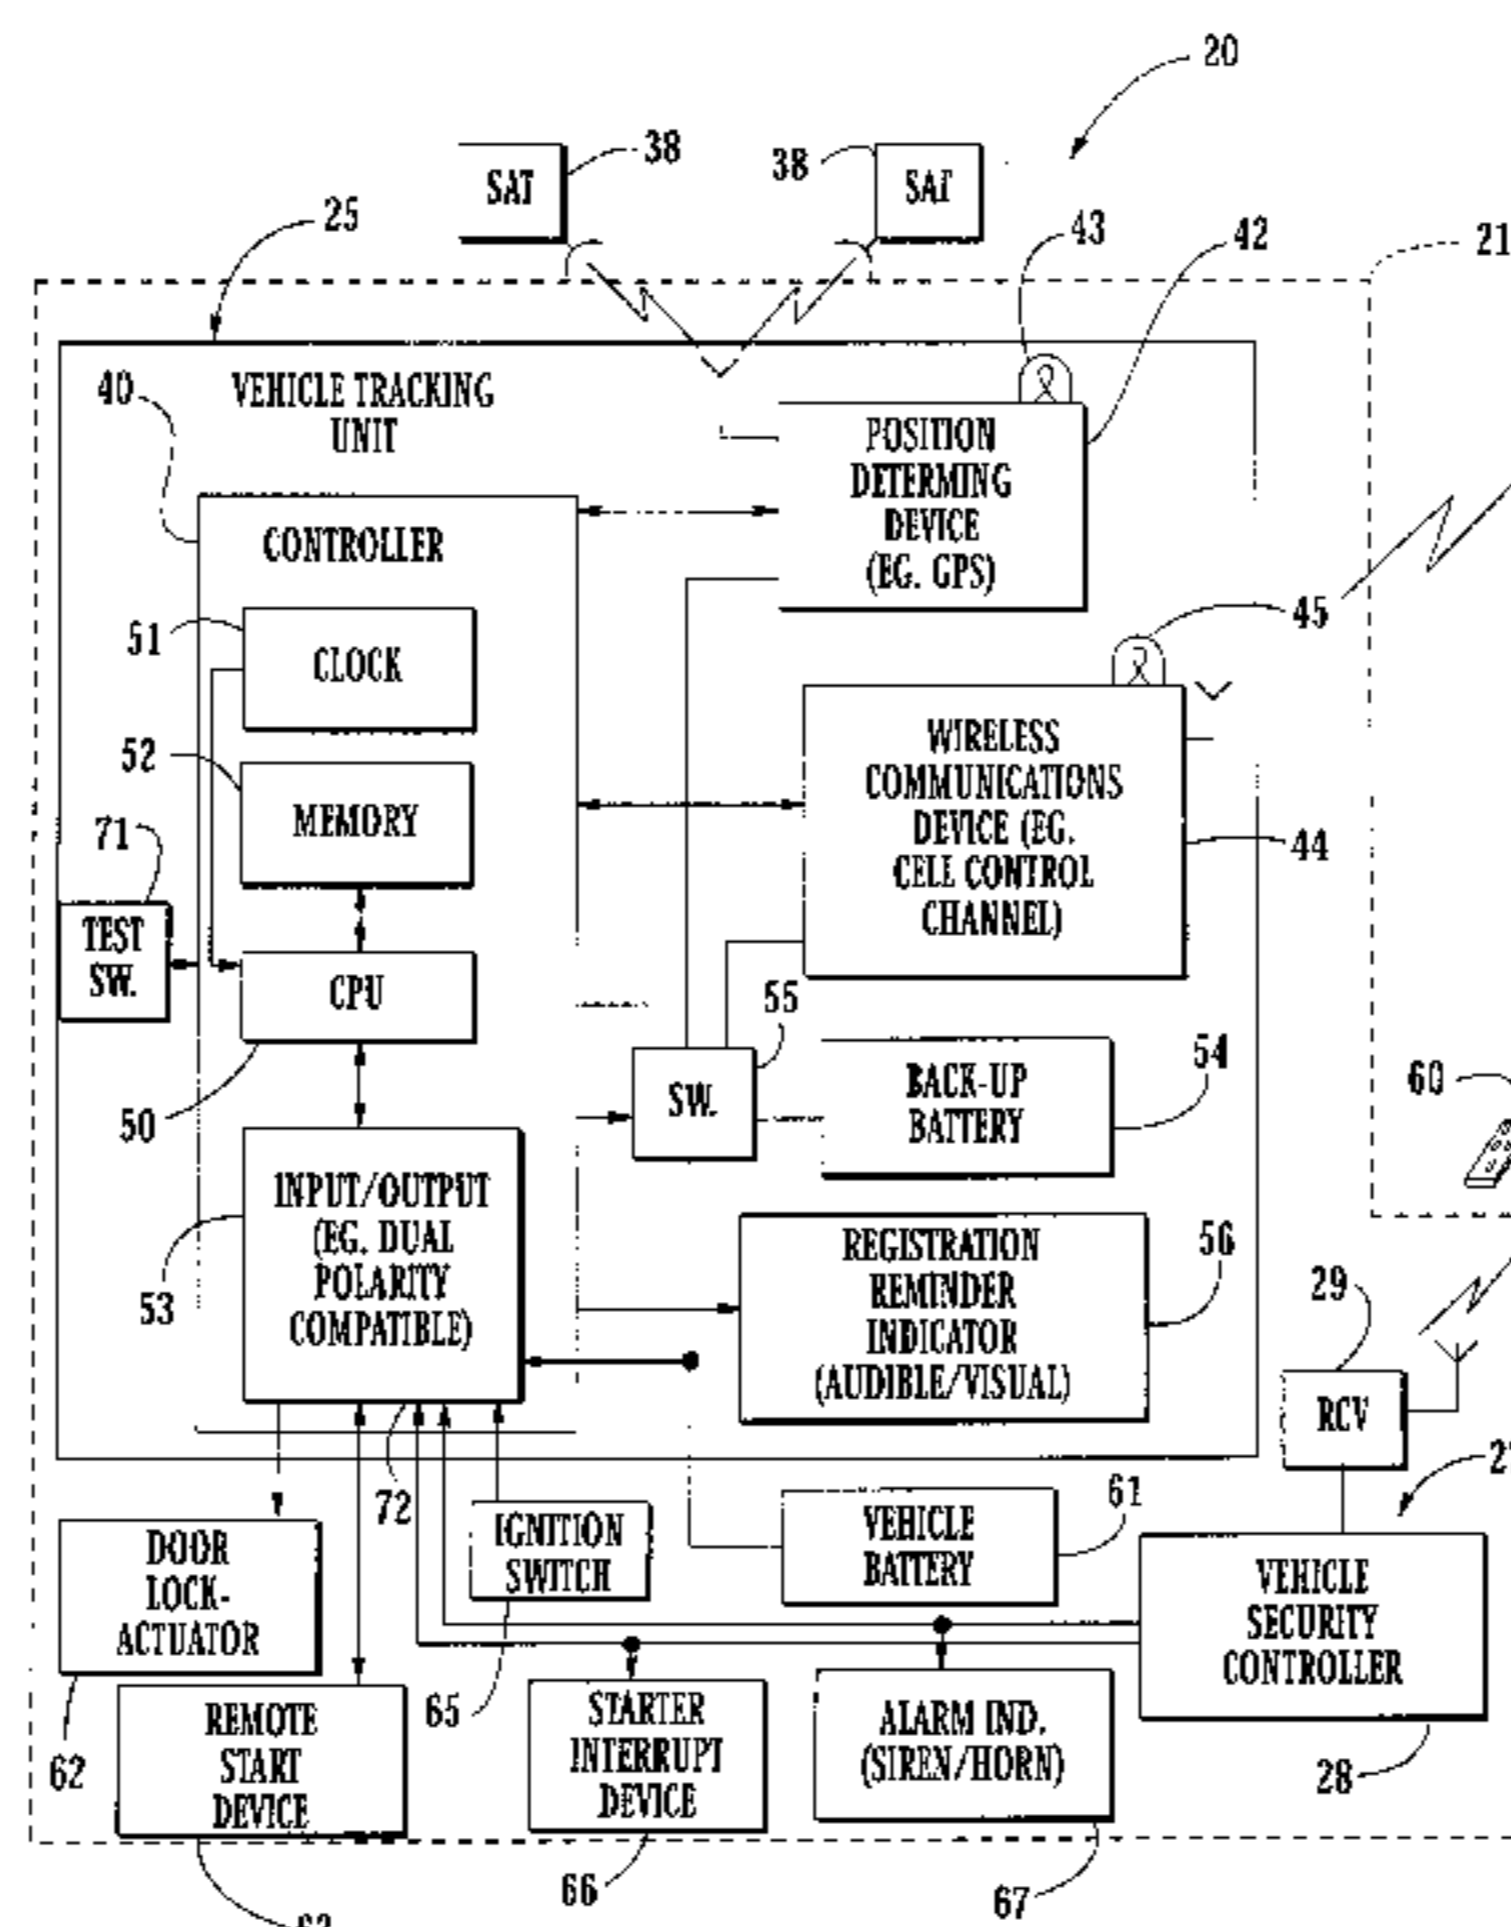 20
SAT
38
38
SAT
25
43
42
21
40
VEHICLE TRACKING
UNIT
POSITION
DETERMING
DEVICE
(EG. GPS)
CONTROLLER
51
CLOCK
45
52
MEMORY
WIRELESS
COMMUNICATIONS
DEVICE (EG.
CELL CONTROL
CHANNEL)
44
71
TEST
SW.
CPU
50
55
SW.
BACK-UP
BATTERY
54
60
INPUT/OUTPUT
(EG. DUAL
POLARITY
COMPATIBLE)
53
REGISTRATION
REMINDER
INDICATOR
(AUDIBLE/VISUAL)
56
29
RCV
72
IGNITION
SWITCH
65
VEHICLE
BATTERY
61
DOOR
LOCK-
ACTUATOR
62
VEHICLE
SECURITY
CONTROLLER
28
REMOTE
START
DEVICE
STARTER
INTERRUPT
DEVICE
66
ALARM IND.
(SIREN/HORN)
67